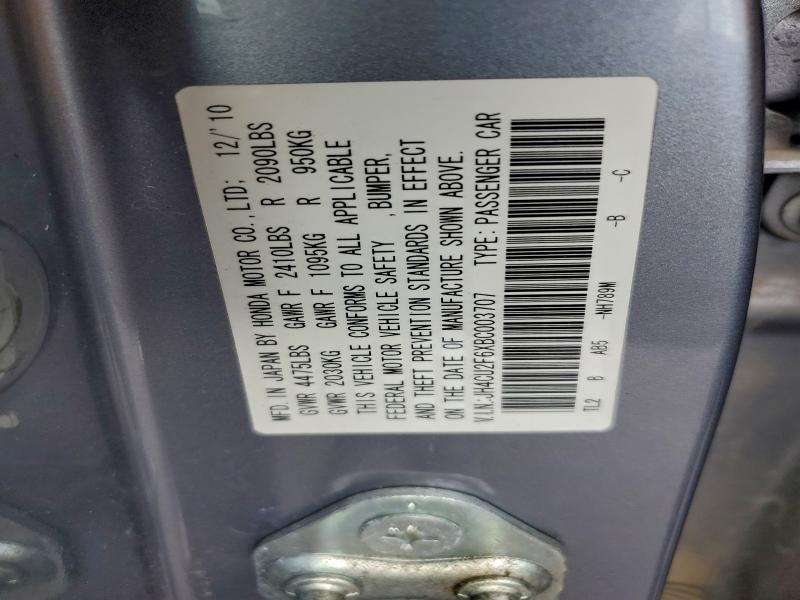 MFD. IN JAPAN BY HONDA MOTOR CO., LTD; 12/'10
GVWR 4475LBS GAWR F 2410LBS R 2090LBS
GVWR 2030KG GAWR F 1095KG R 950KG
THIS VEHICLE CONFORMS TO ALL APPLICABLE
FEDERAL MOTOR VEHICLE SAFETY , BUMPER,
AND THEFT PREVENTION STANDARDS IN EFFECT
ON THE DATE OF MANUFACTURE SHOWN ABOVE.
V.I.N:JH4CU2F6XBC003707 TYPE: PASSENGER CAR
TL2 B AB5 -NH789M -B -C